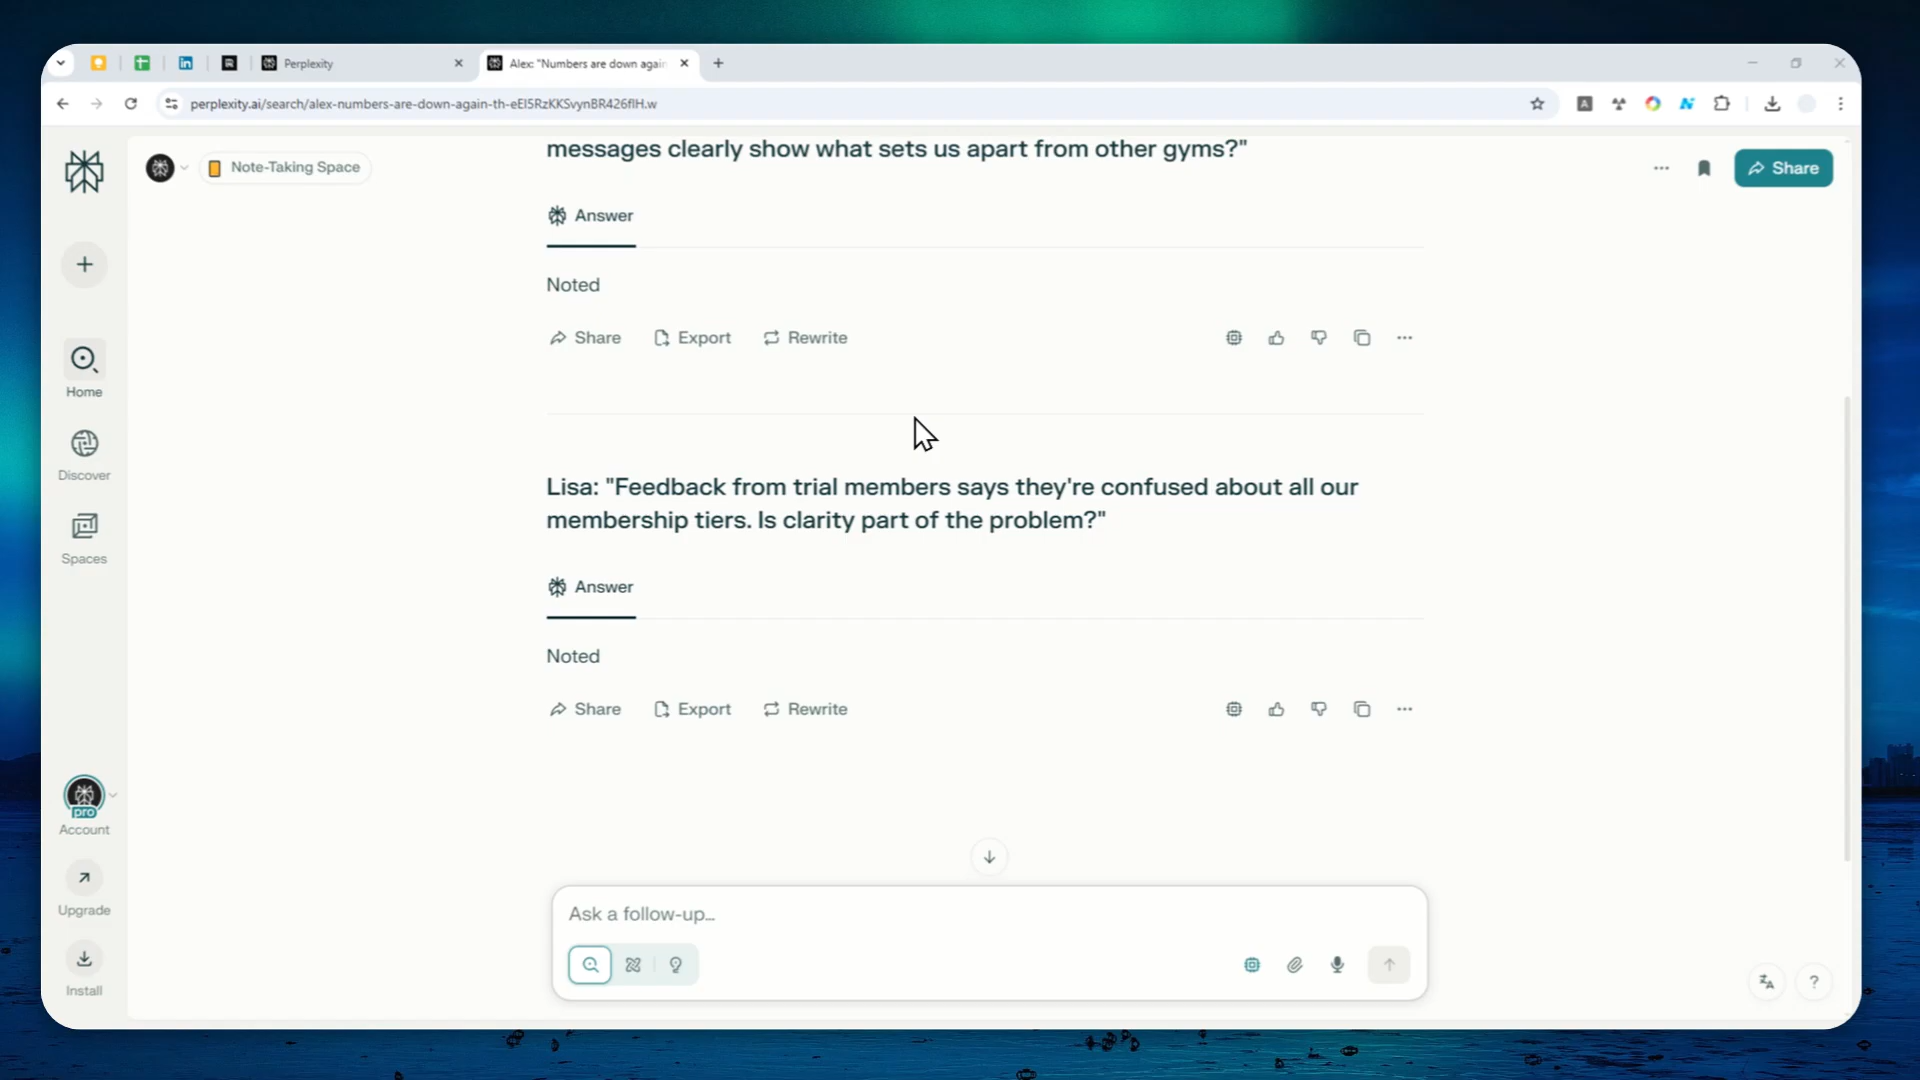 Perplexity
Alex: "Numbers are down again
perplexity.ai/search/alex-numbers-are-down-again-th-eEI5RzKKSvynBR426flH.w
Note-Taking Space
Share
messages clearly show what sets us apart from other gyms?"
Answer
Noted
Share Export Rewrite
Lisa: "Feedback from trial members says they're confused about all our
membership tiers. Is clarity part of the problem?"
Answer
Noted
Share Export Rewrite
Home
Discover
Spaces
pro
Account
Upgrade
Install
Ask a follow-up...